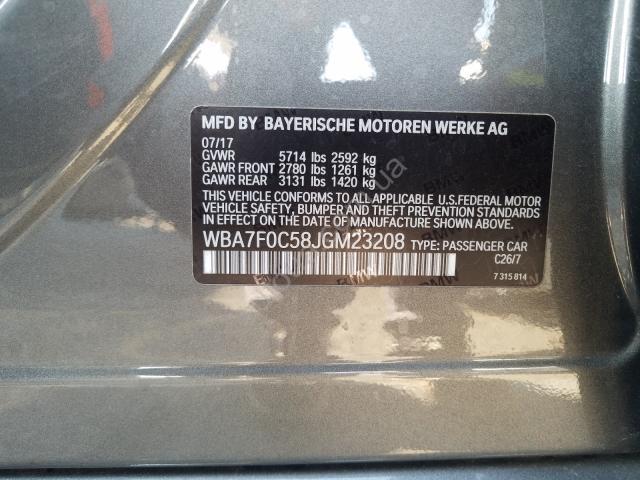 MFD BY BAYERISCHE MOTOREN WERKE AG
07/17
GVWR 5714 lbs 2592 kg
GAWR FRONT 2780 lbs 1261 kg
GAWR REAR 3131 lbs 1420 kg
THIS VEHICLE CONFORMS TO ALL APPLICABLE U.S.FEDERAL MOTOR
VEHICLE SAFETY, BUMPER AND THEFT PREVENTION STANDARDS
IN EFFECT ON THE DATE OF MANUFACTURE SHOWN ABOVE.
WBA7F0C58JGM23208 TYPE: PASSENGER CAR
C26/7
7 315 814